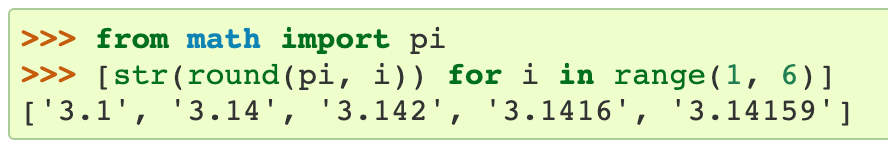 >>> from math import pi
>>> [str(round(pi, i)) for i in range(1, 6)]
['3.1', '3.14', '3.142', '3.1416', '3.14159']